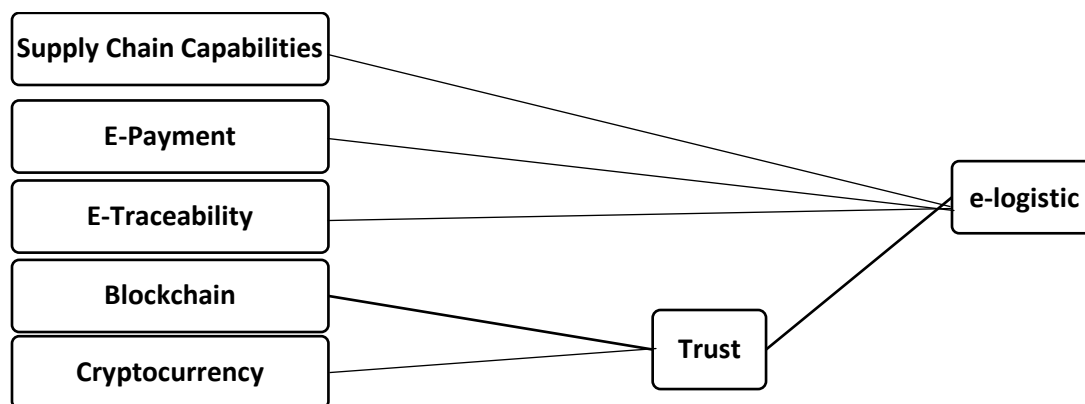 Supply Chain Capabilities
E-Payment
E-Traceability
Blockchain
Cryptocurrency
Trust
e-logistic